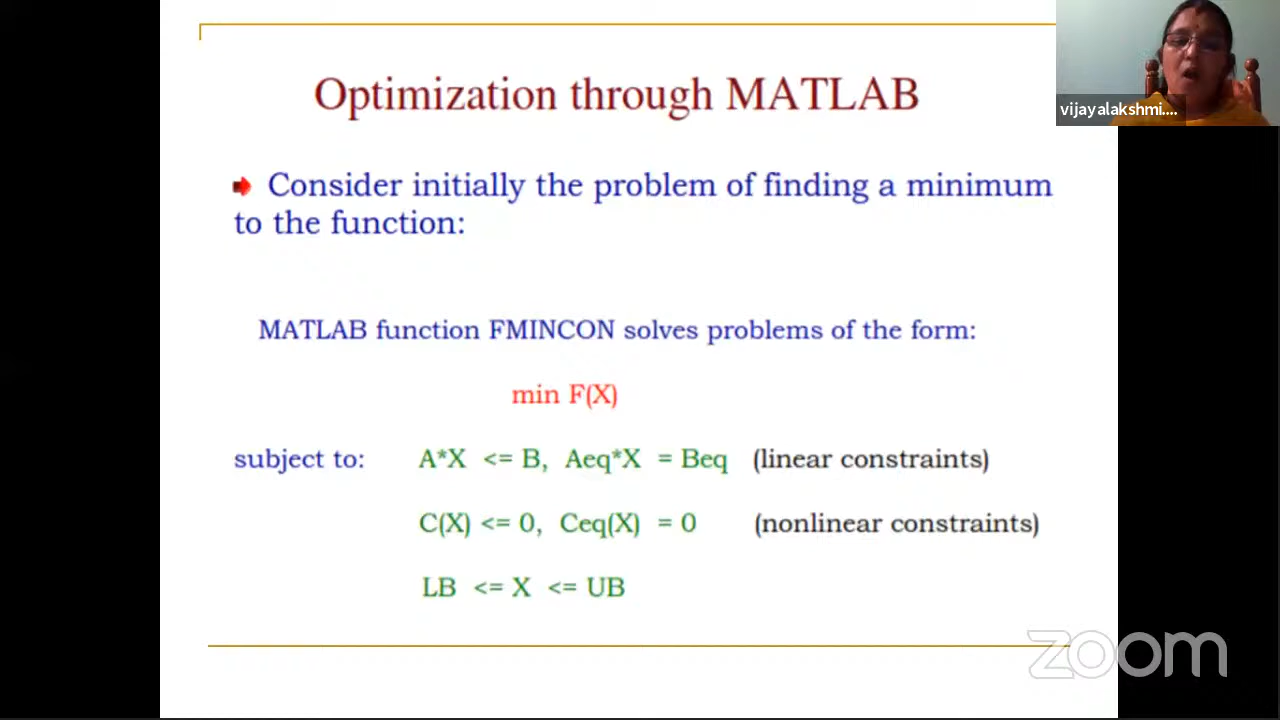 Optimization through MATLAB
vijayalakshmi....
Consider initially the problem of finding a minimum
to the function:
MATLAB function FMINCON solves problems of the form:
min F(X)
subject to: A*X <= B, Aeq*X = Beq (linear constraints)
C(X) <= 0, Ceq(X) = 0 (nonlinear constraints)
LB <= X <= UB
zoom